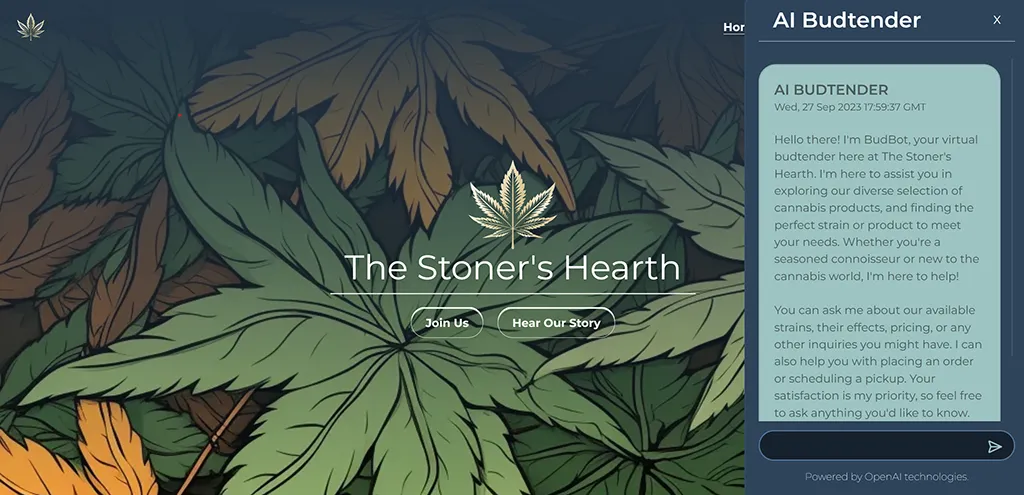 Hor
The Stoner's Hearth
Join Us
Hear Our Story
AI Budtender
X
AI BUDTENDER
Wed, 27 Sep 2023 17:59:37 GMT
Hello there! I'm BudBot, your virtual
budtender here at The Stoner's
Hearth. I'm here to assist you in
exploring our diverse selection of
cannabis products, and finding the
perfect strain or product to meet
your needs. Whether you're a
seasoned connoisseur or new to the
cannabis world, I'm here to help!
You can ask me about our available
strains, their effects, pricing, or any
other inquiries you might have. I can
also help you with placing an order
or scheduling a pickup. Your
satisfaction is my priority, so feel free
to ask anything you'd like to know.
Powered by OpenAI technologies.